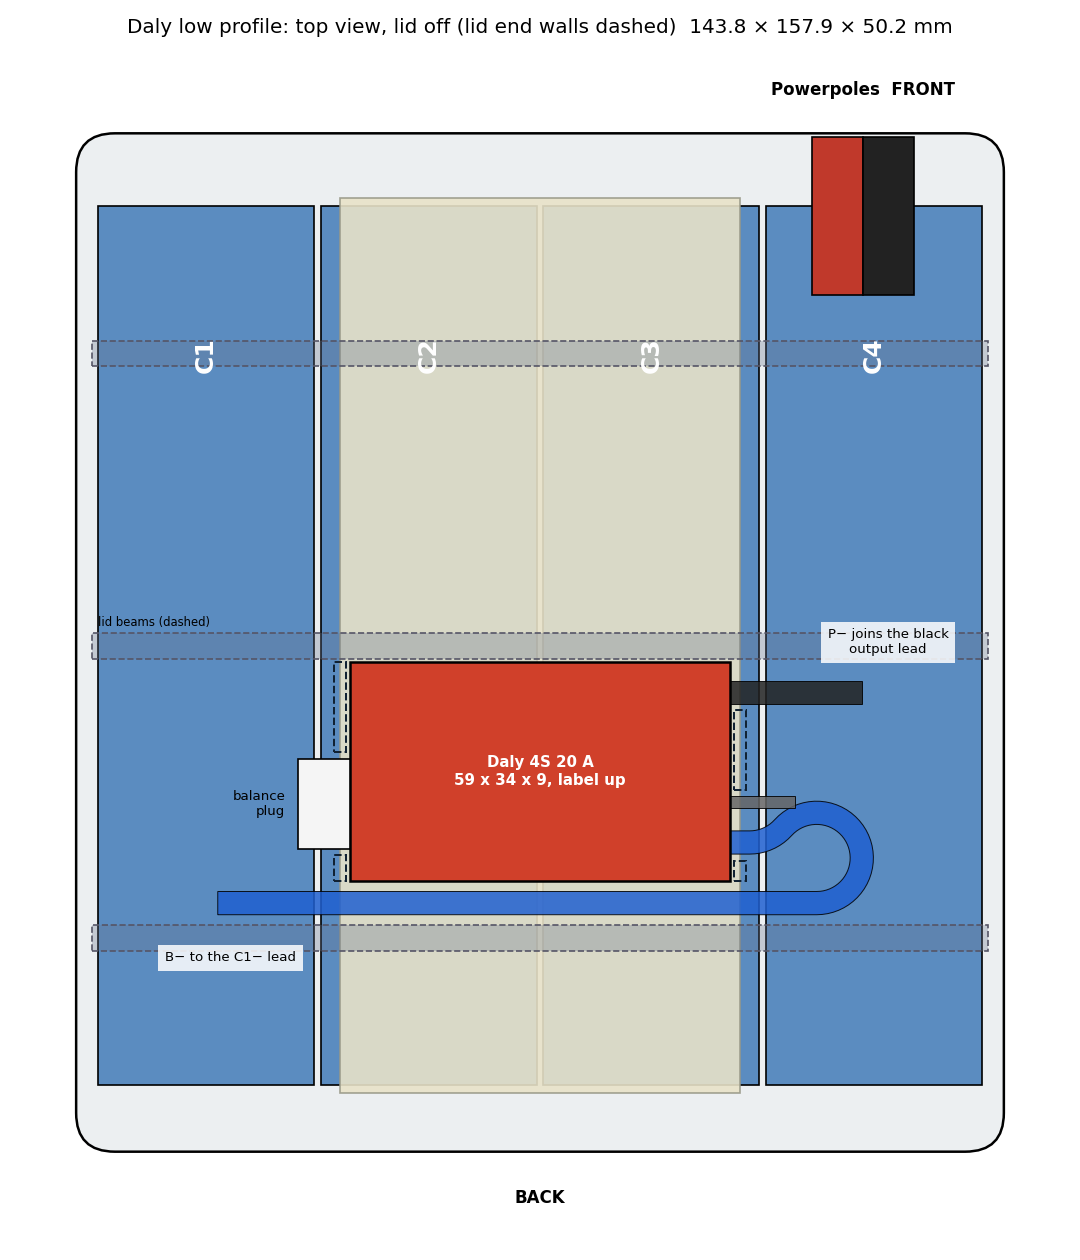 Daly low profile: top view, lid off (lid end walls dashed)  143.8 × 157.9 × 50.2 mm
Powerpoles  FRONT
C1
C2
C3
C4
lid beams (dashed)
P− joins the black
output lead
Daly 4S 20 A
59 x 34 x 9, label up
balance
plug
B− to the C1− lead
BACK